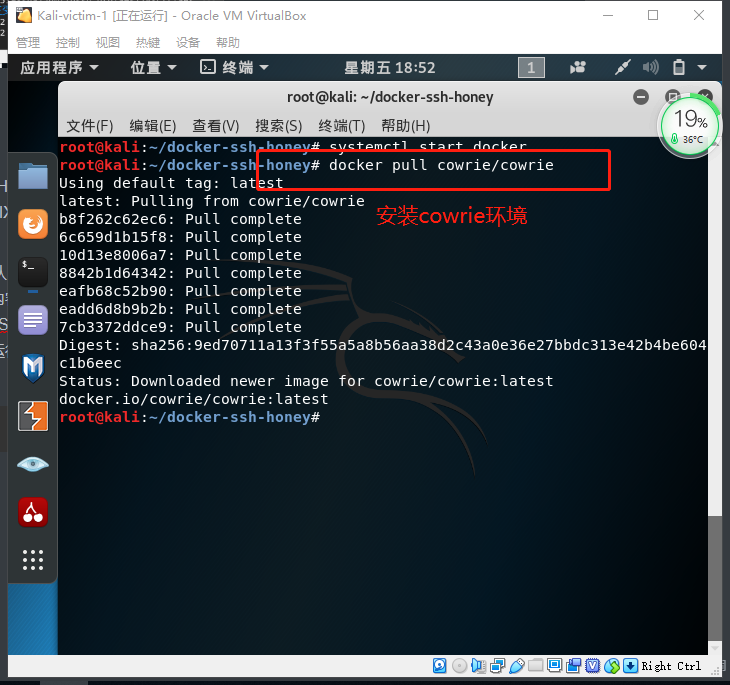 Kali-victim-1 [正在运行] - Oracle VM VirtualBox
管理 控制 视图 热键 设备 帮助
应用程序 位置 终端 星期五 18:52 1
root@kali: ~/docker-ssh-honey
文件(F) 编辑(E) 查看(V) 搜索(S) 终端(T) 帮助(H)
19%
36°C
root@kali:~/docker-ssh-honey# systemctl start docker
root@kali:~/docker-ssh-honey# docker pull cowrie/cowrie
Using default tag: latest
latest: Pulling from cowrie/cowrie
安装cowrie环境
b8f262c62ec6: Pull complete
6c659d1b15f8: Pull complete
10d13e8006a7: Pull complete
8842b1d64342: Pull complete
eafb68c52b90: Pull complete
eadd6d8b9b2b: Pull complete
7cb3372ddce9: Pull complete
Digest: sha256:9ed70711a13f3f55a5a8b56aa38d2c43a0e36e27bbdc313e42b4be604
c1b6eec
Status: Downloaded newer image for cowrie/cowrie:latest
docker.io/cowrie/cowrie:latest
root@kali:~/docker-ssh-honey#
Right Ctrl